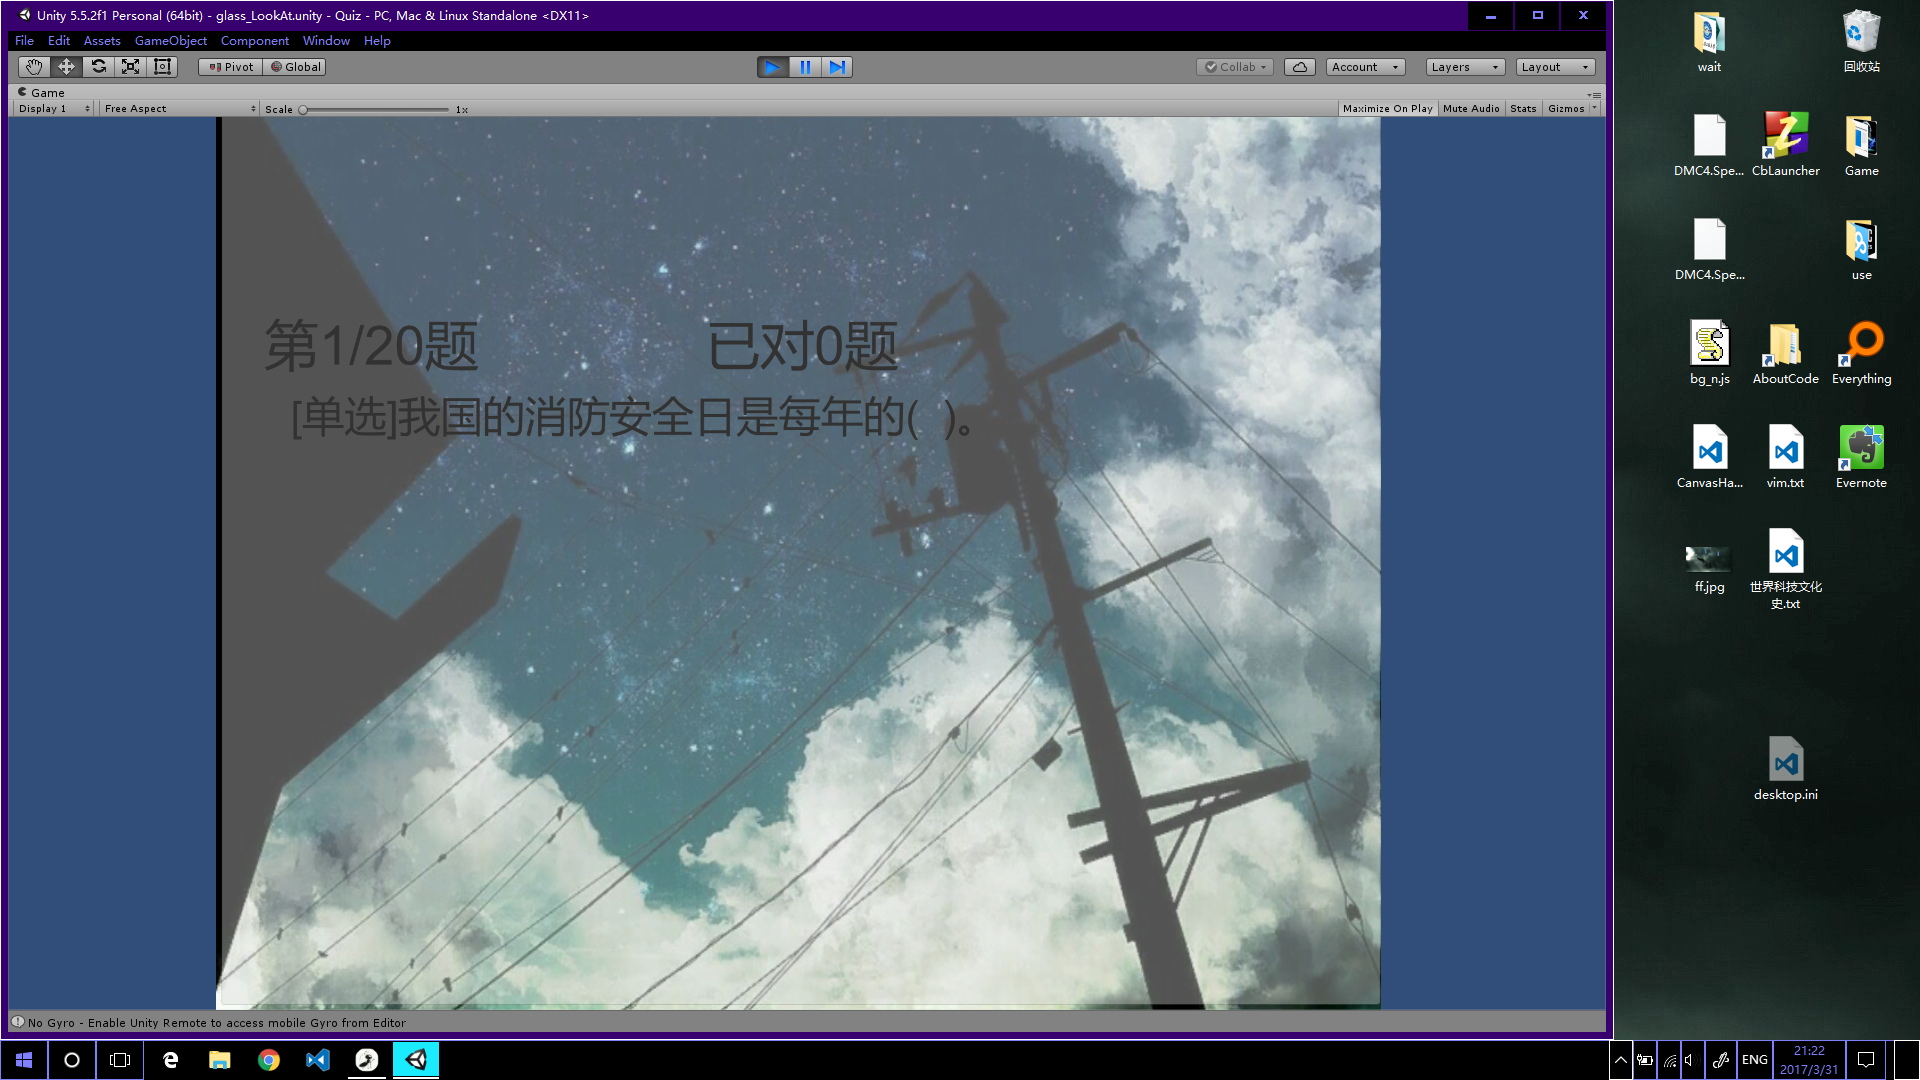 Unity 5.5.2f1 Personal (64bit) - glass_LookAt.unity - Quiz - PC, Mac & Linux Standalone <DX11>
File Edit Assets GameObject Component Window Help
Pivot Global Collab Account Layers Layout
Game
Display 1 Free Aspect Scale 1x Maximize On Play Mute Audio Stats Gizmos
第1/20题 已对0题
[单选]我国的消防安全日是每年的( )。
No Gyro - Enable Unity Remote to access mobile Gyro from Editor
wait 回收站
DMC4.Spe... CbLauncher Game
DMC4.Spe... use
bg_n.js AboutCode Everything
CanvasHa... vim.txt Evernote
ff.jpg 世界科技文化
史.txt
desktop.ini
ENG 21:22
2017/3/31